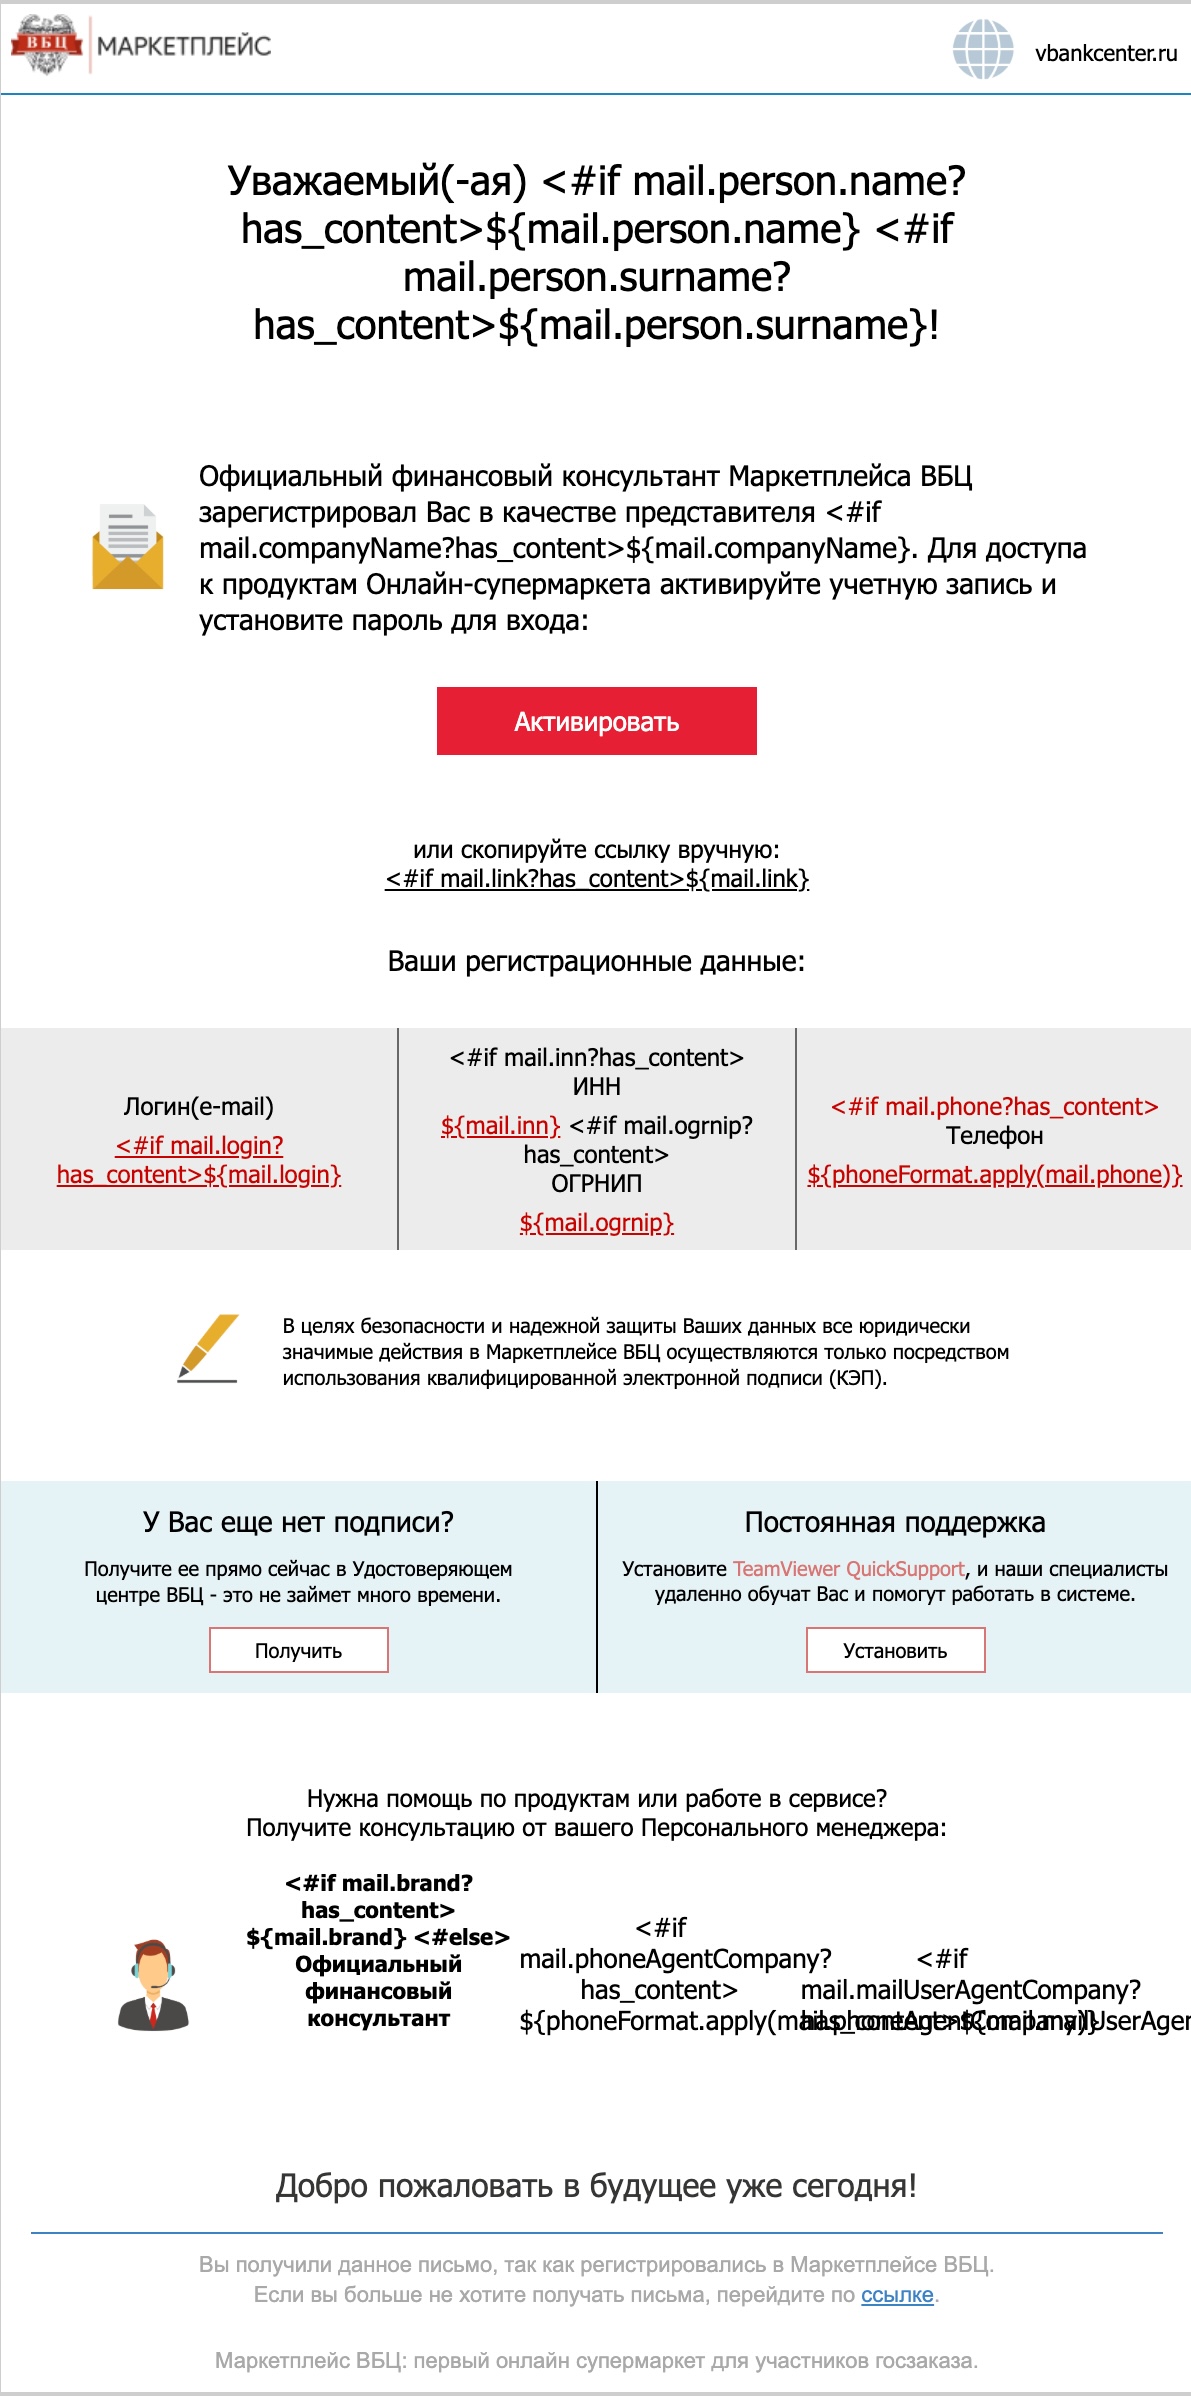 ВБЦ МАРКЕТПЛЕЙС
vbankcenter.ru
Уважаемый(-ая) <#if mail.person.name?
has_content>${mail.person.name} <#if
mail.person.surname?
has_content>${mail.person.surname}!
Официальный финансовый консультант Маркетплейса ВБЦ
зарегистрировал Вас в качестве представителя <#if
mail.companyName?has_content>${mail.companyName}. Для доступа
к продуктам Онлайн-супермаркета активируйте учетную запись и
установите пароль для входа:
Активировать
или скопируйте ссылку вручную:
<#if mail.link?has_content>${mail.link}
Ваши регистрационные данные:
Логин(e-mail)
<#if mail.login?
has_content>${mail.login}
<#if mail.inn?has_content>
ИНН
${mail.inn} <#if mail.ogrnip?
has_content>
ОГРНИП
${mail.ogrnip}
<#if mail.phone?has_content>
Телефон
${phoneFormat.apply(mail.phone)}
В целях безопасности и надежной защиты Ваших данных все юридически
значимые действия в Маркетплейсе ВБЦ осуществляются только посредством
использования квалифицированной электронной подписи (КЭП).
У Вас еще нет подписи?
Получите ее прямо сейчас в Удостоверяющем
центре ВБЦ - это не займет много времени.
Получить
Постоянная поддержка
Установите TeamViewer QuickSupport, и наши специалисты
удаленно обучат Вас и помогут работать в системе.
Установить
Нужна помощь по продуктам или работе в сервисе?
Получите консультацию от вашего Персонального менеджера:
<#if mail.brand?
has_content>
${mail.brand} <#else>
Официальный
финансовый
консультант
<#if
mail.phoneAgentCompany?
has_content>
${phoneFormat.apply(mail.phoneAgentCompany)}
<#if
mail.mailUserAgentCompany?
has_content>${mail.mailUserAgen
Добро пожаловать в будущее уже сегодня!
Вы получили данное письмо, так как регистрировались в Маркетплейсе ВБЦ.
Если вы больше не хотите получать письма, перейдите по ссылке.
Маркетплейс ВБЦ: первый онлайн супермаркет для участников госзаказа.